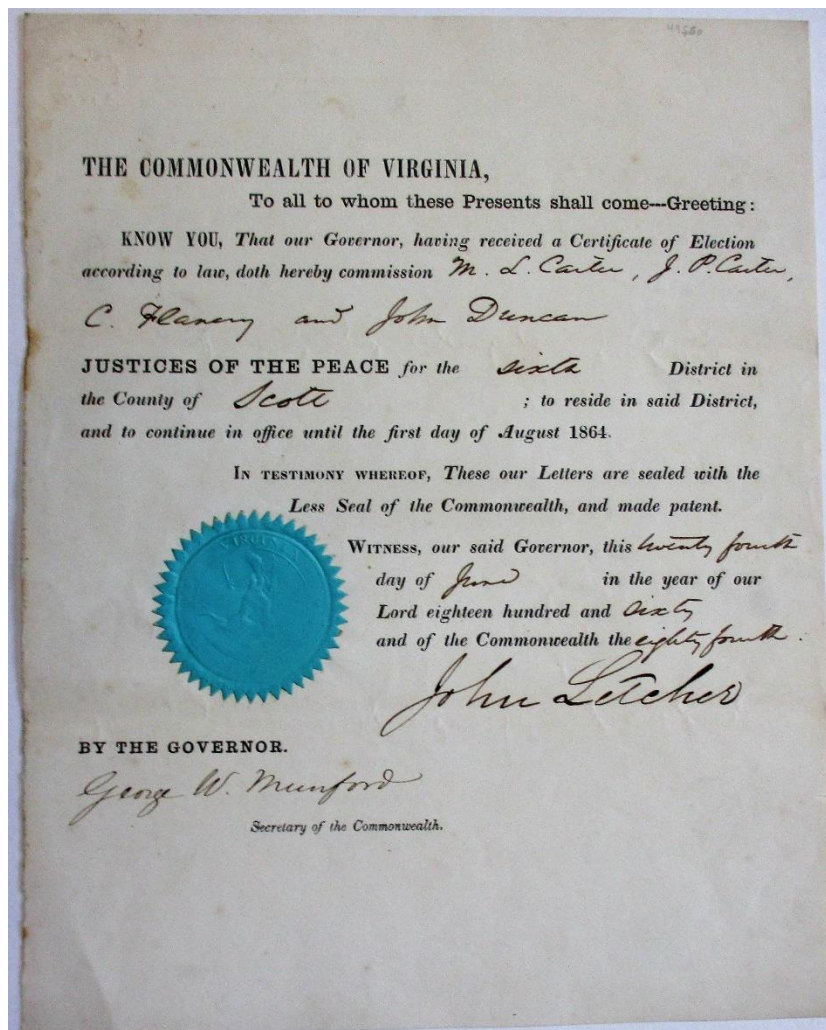 49580
THE COMMONWEALTH OF VIRGINIA,
To all to whom these Presents shall come---Greeting:
KNOW YOU, That our Governor, having received a Certificate of Election
according to law, doth hereby commission M. L. Carter, J. P. Carter,
C. Flanery and John Duncan
JUSTICES OF THE PEACE for the sixth District in
the County of Scott ; to reside in said District,
and to continue in office until the first day of August 1864.
IN TESTIMONY WHEREOF, These our Letters are sealed with the
Less Seal of the Commonwealth, and made patent.
VIRGINIA
WITNESS, our said Governor, this twenty fourth
day of June in the year of our
Lord eighteen hundred and sixty
and of the Commonwealth the eighty fourth.
John Letcher
BY THE GOVERNOR.
George W. Munford
Secretary of the Commonwealth.